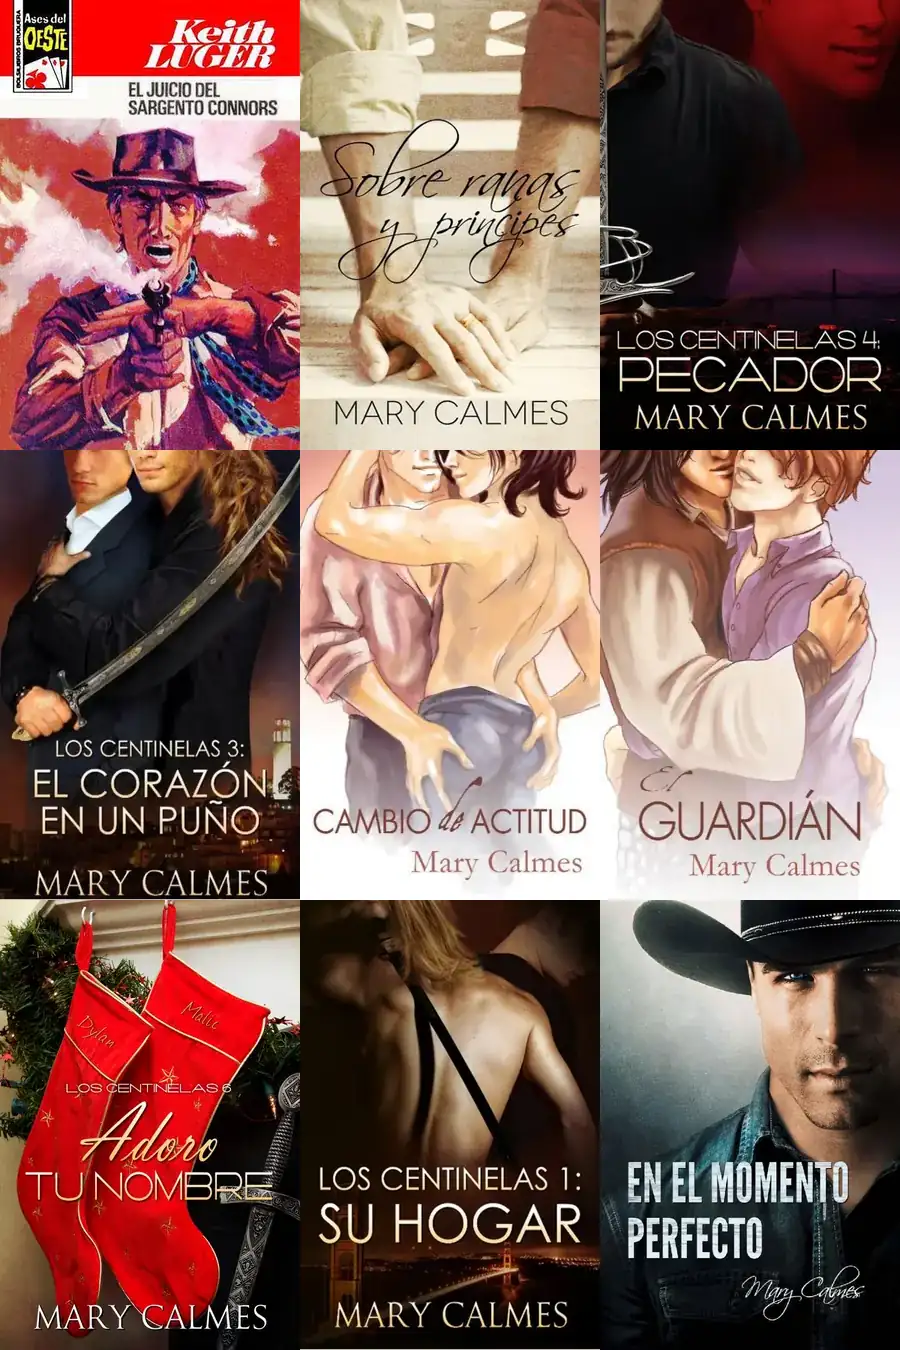 BOLSILIBROS BRUGUERA
Ases del
OESTE
Keith
LUGER
EL JUICIO DEL
SARGENTO CONNORS
Sobre ranas
y príncipes
MARY CALMES
LOS CENTINELAS 4:
PECADOR
MARY CALMES
LOS CENTINELAS 3:
EL CORAZÓN
EN UN PUÑO
MARY CALMES
CAMBIO de ACTITUD
Mary Calmes
El
GUARDIÁN
Mary Calmes
Dylan
Malic
LOS CENTINELAS 6
Adoro
TU NOMBRE
MARY CALMES
LOS CENTINELAS 1:
SU HOGAR
MARY CALMES
EN EL MOMENTO
PERFECTO
Mary Calmes